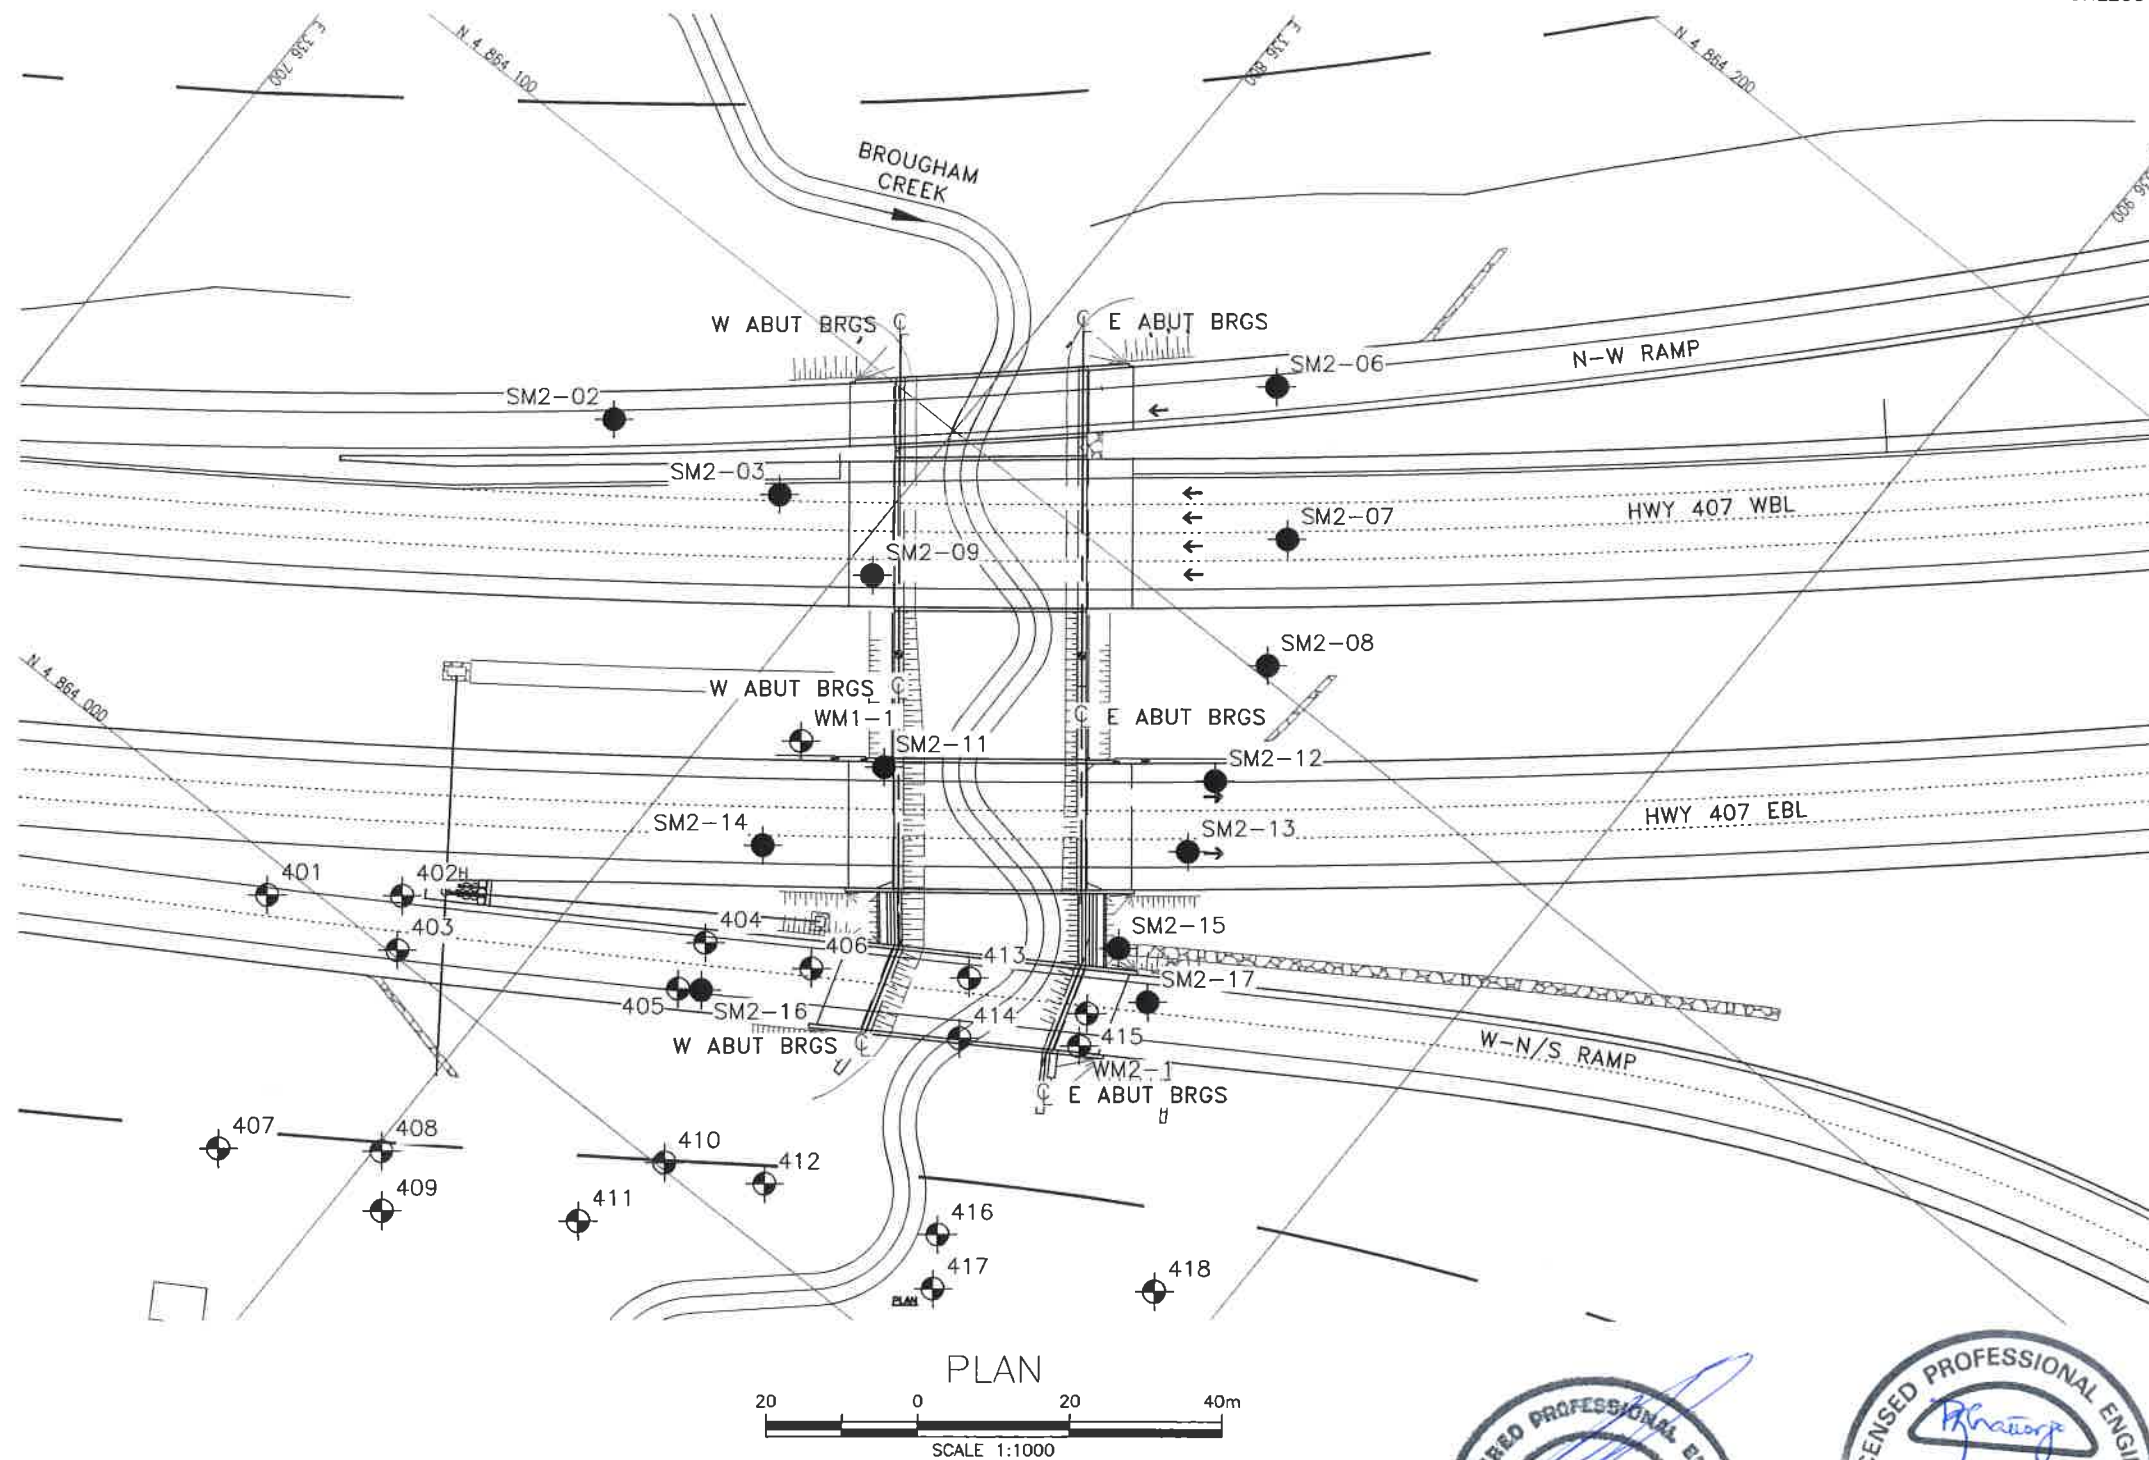 E 336 700
N 4 864 100
E 336 800
N 4 864 200
BROUGHAM
CREEK
336 900
W ABUT BRGS
E ABUT BRGS
SM2-06
N-W RAMP
SM2-02
SM2-03
SM2-07
HWY 407 WBL
SM2-09
SM2-08
N 4 864 000
W ABUT BRGS
WM1-1
E ABUT BRGS
SM2-11
SM2-12
SM2-14
SM2-13
HWY 407 EBL
401
402
403
404
406
413
SM2-15
SM2-17
405
SM2-16
414
415
W ABUT BRGS
W-N/S RAMP
WM2-1
E ABUT BRGS
407
408
410
412
409
411
416
417
418
PLAN
PLAN
20 0 20 40m
SCALE 1:1000
PROFESSIONAL
PROFESSIONAL